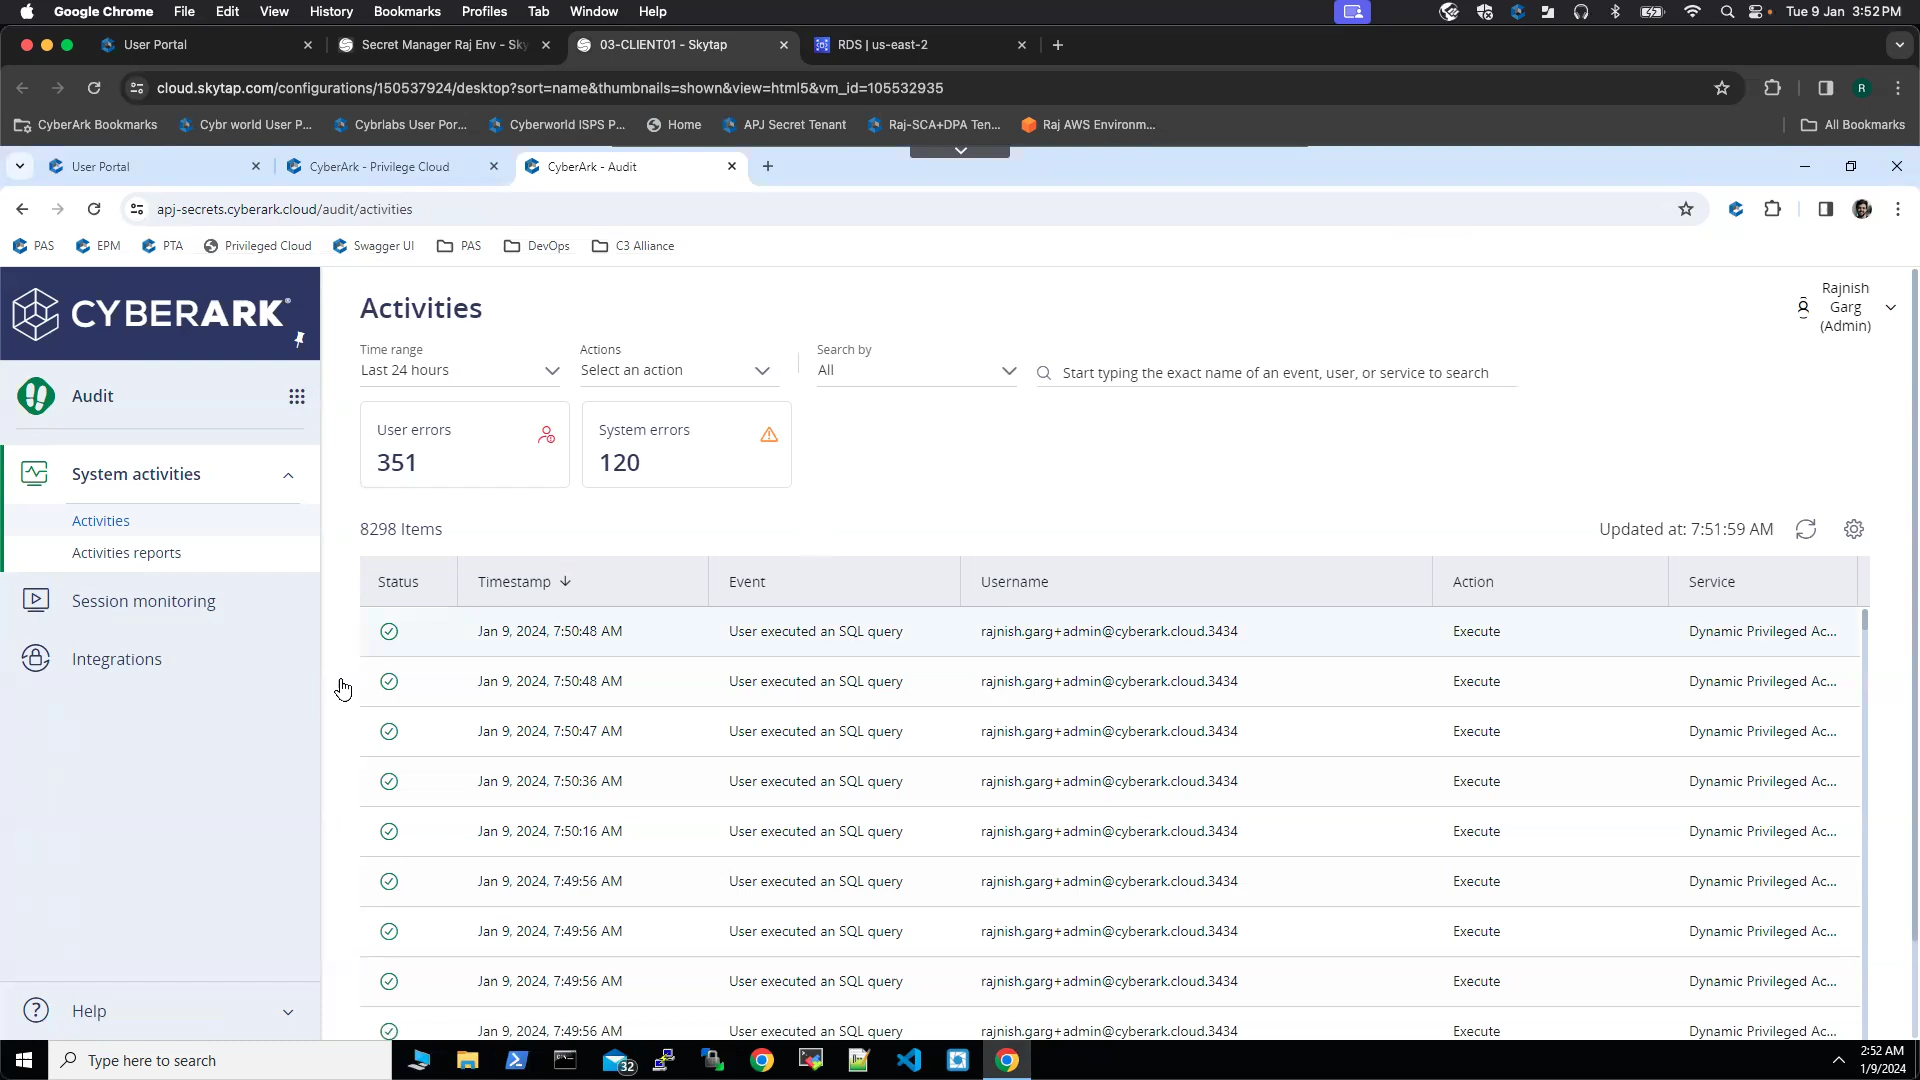 Google Chrome File Edit View History Bookmarks Profiles Tab Window Help
Tue 9 Jan 3:52 PM
User Portal
Secret Manager Raj Env - Sky
03-CLIENT01 - Skytap
RDS | us-east-2
cloud.skytap.com/configurations/150537924/desktop?sort=name&thumbnails=shown&view=html5&vm_id=105532935
R
CyberArk Bookmarks
Cybr world User P...
Cybrlabs User Por...
Cyberworld ISPS P...
Home
APJ Secret Tenant
Raj-SCA+DPA Ten...
Raj AWS Environm...
All Bookmarks
User Portal
CyberArk - Privilege Cloud
CyberArk - Audit
apj-secrets.cyberark.cloud/audit/activities
PAS
EPM
PTA
Privileged Cloud
Swagger UI
PAS
DevOps
C3 Alliance
CYBERARK®
Activities
Rajnish
Garg
(Admin)
Time range
Last 24 hours
Actions
Select an action
Search by
All
Start typing the exact name of an event, user, or service to search
Audit
User errors
351
System errors
120
System activities
Activities
Activities reports
Session monitoring
Integrations
8298 Items
Updated at: 7:51:59 AM
Status Timestamp Event Username Action Service
Jan 9, 2024, 7:50:48 AM User executed an SQL query rajnish.garg+admin@cyberark.cloud.3434 Execute Dynamic Privileged Ac...
Jan 9, 2024, 7:50:48 AM User executed an SQL query rajnish.garg+admin@cyberark.cloud.3434 Execute Dynamic Privileged Ac...
Jan 9, 2024, 7:50:47 AM User executed an SQL query rajnish.garg+admin@cyberark.cloud.3434 Execute Dynamic Privileged Ac...
Jan 9, 2024, 7:50:36 AM User executed an SQL query rajnish.garg+admin@cyberark.cloud.3434 Execute Dynamic Privileged Ac...
Jan 9, 2024, 7:50:16 AM User executed an SQL query rajnish.garg+admin@cyberark.cloud.3434 Execute Dynamic Privileged Ac...
Jan 9, 2024, 7:49:56 AM User executed an SQL query rajnish.garg+admin@cyberark.cloud.3434 Execute Dynamic Privileged Ac...
Jan 9, 2024, 7:49:56 AM User executed an SQL query rajnish.garg+admin@cyberark.cloud.3434 Execute Dynamic Privileged Ac...
Jan 9, 2024, 7:49:56 AM User executed an SQL query rajnish.garg+admin@cyberark.cloud.3434 Execute Dynamic Privileged Ac...
Jan 9, 2024, 7:49:56 AM User executed an SQL query rajnish.garg+admin@cyberark.cloud.3434 Execute Dynamic Privileged Ac...
Help
Type here to search
32
2:52 AM
1/9/2024